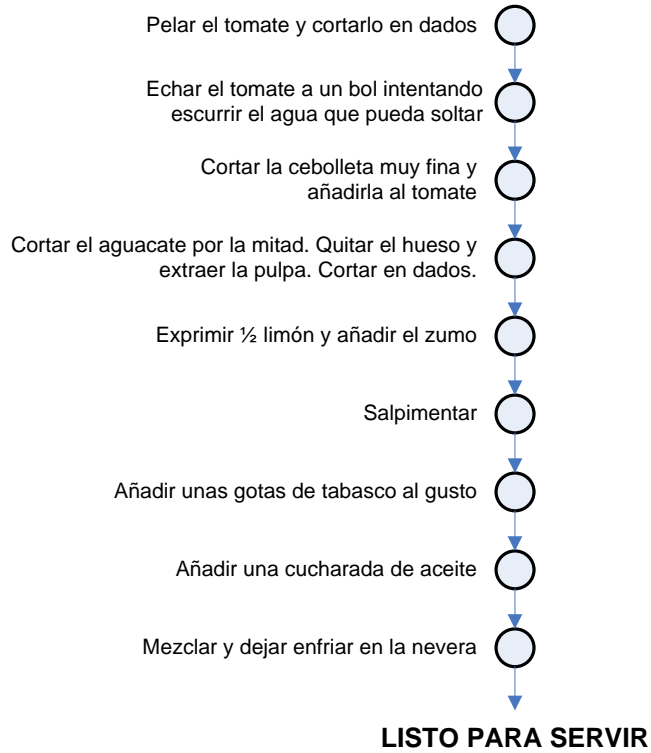 Pelar el tomate y cortarlo en dados
Echar el tomate a un bol intentando
escurrir el agua que pueda soltar
Cortar la cebolleta muy fina y
añadirla al tomate
Cortar el aguacate por la mitad. Quitar el hueso y
extraer la pulpa. Cortar en dados.
Exprimir ½ limón y añadir el zumo
Salpimentar
Añadir unas gotas de tabasco al gusto
Añadir una cucharada de aceite
Mezclar y dejar enfriar en la nevera
LISTO PARA SERVIR